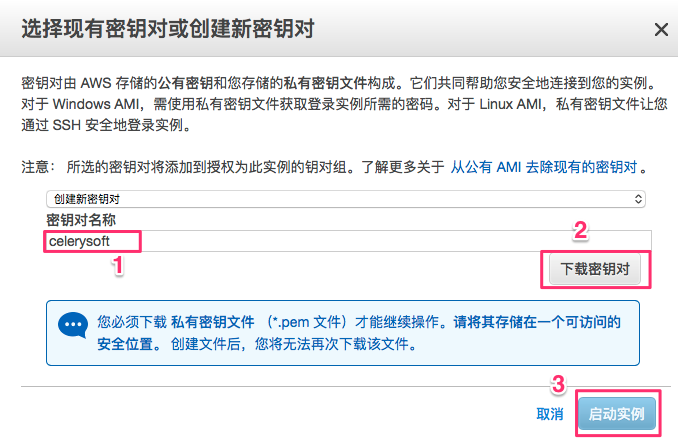 选择现有密钥对或创建新密钥对
密钥对由 AWS 存储的公有密钥和您存储的私有密钥文件构成。它们共同帮助您安全地连接到您的实例。
对于 Windows AMI，需使用私有密钥文件获取登录实例所需的密码。对于 Linux AMI，私有密钥文件让您
通过 SSH 安全地登录实例。
注意： 所选的密钥对将添加到授权为此实例的钥对组。了解更多关于 从公有 AMI 去除现有的密钥对 。
创建新密钥对
密钥对名称
celerysoft
1
2
下载密钥对
您必须下载 私有密钥文件 （*.pem 文件）才能继续操作。请将其存储在一个可访问的
安全位置。 创建文件后，您将无法再次下载该文件。
3
取消 启动实例